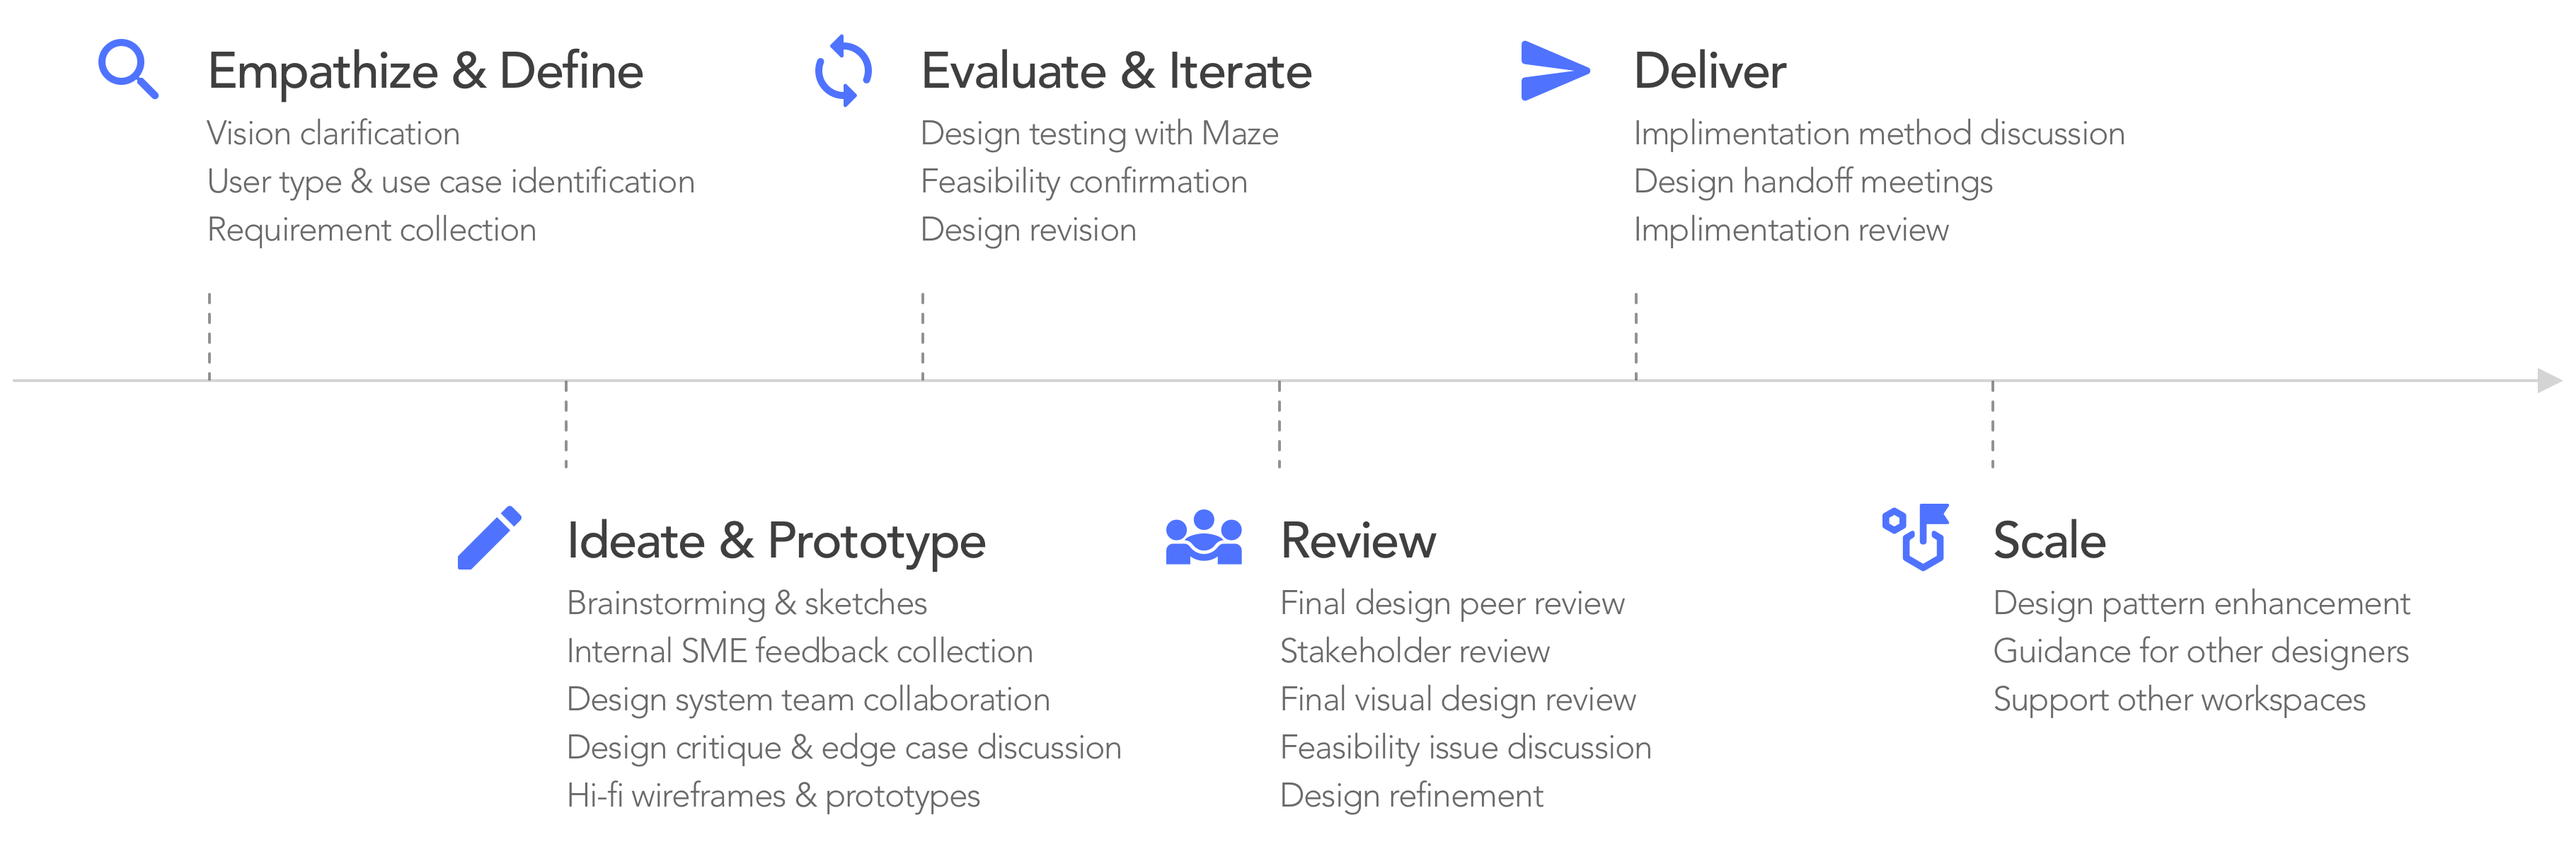 Empathize & Define
Vision clarification
User type & use case identification
Requirement collection
Ideate & Prototype
Brainstorming & sketches
Internal SME feedback collection
Design system team collaboration
Design critique & edge case discussion
Hi-fi wireframes & prototypes
Evaluate & Iterate
Design testing with Maze
Feasibility confirmation
Design revision
Review
Final design peer review
Stakeholder review
Final visual design review
Feasibility issue discussion
Design refinement
Deliver
Implimentation method discussion
Design handoff meetings
Implimentation review
Scale
Design pattern enhancement
Guidance for other designers
Support other workspaces